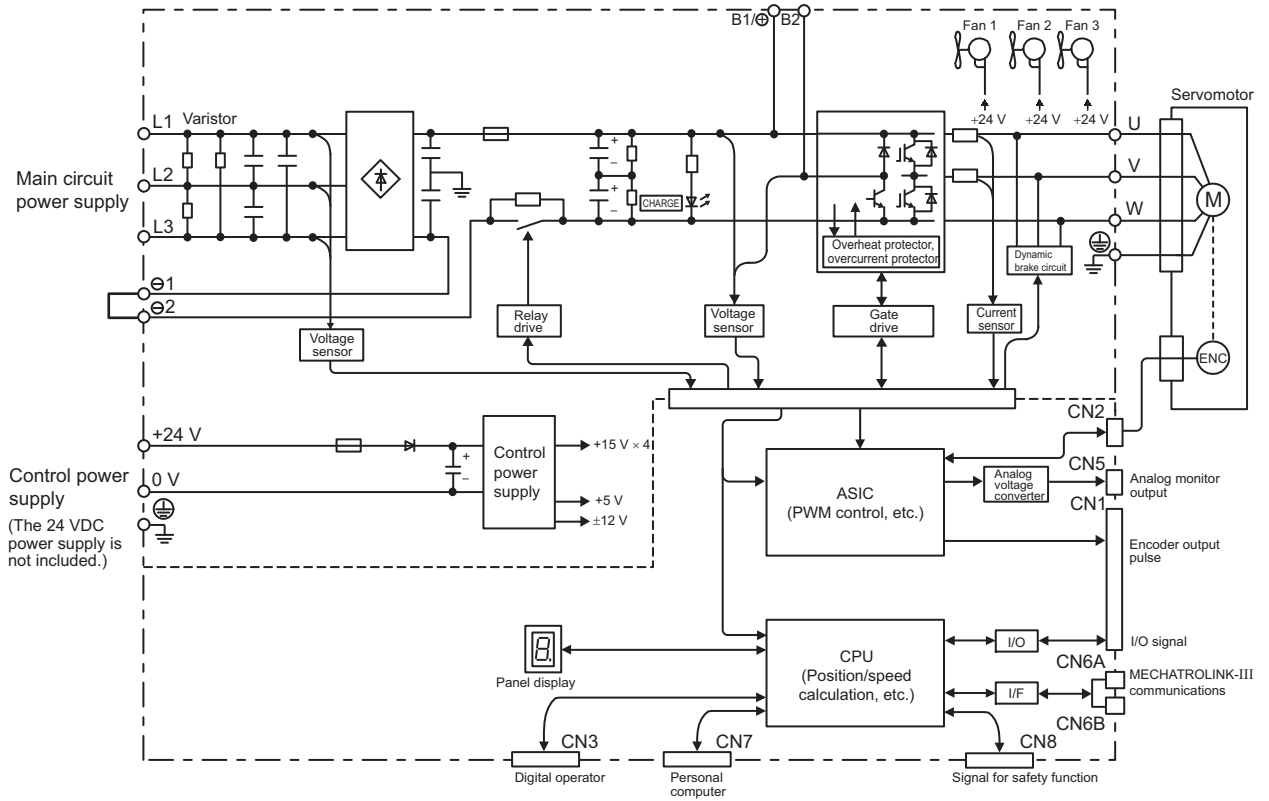 B1/⊕ B2
Fan 1 Fan 2 Fan 3
+24 V +24 V +24 V
Servomotor
L1 Varistor
L2
L3
Main circuit
power supply
⊖1
⊖2
+
–
+
–
CHARGE
Overheat protector,
overcurrent protector
U
V
W
M
Dynamic
brake circuit
Voltage
sensor
Relay
drive
Voltage
sensor
Gate
drive
Current
sensor
ENC
+24 V
0 V
Control power
supply
(The 24 VDC
power supply is
not included.)
+
–
Control
power
supply
+15 V × 4
+5 V
±12 V
ASIC
(PWM control, etc.)
Analog
voltage
converter
CN2
CN5
Analog monitor
output
CN1
Encoder output
pulse
CPU
(Position/speed
calculation, etc.)
I/O
I/O signal
I/F
CN6A
MECHATROLINK-III
communications
CN6B
8.
Panel display
CN3
Digital operator
CN7
Personal
computer
CN8
Signal for safety function